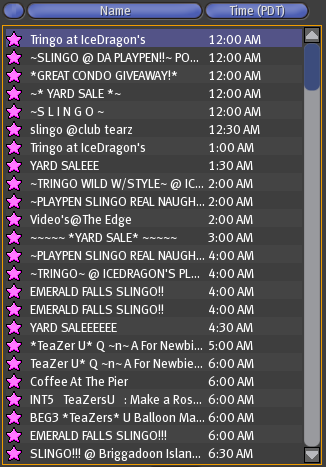 Name Time (PDT)
Tringo at IceDragon's 12:00 AM
~SLINGO @ DA PLAYPEN!!~ PO... 12:00 AM
*GREAT CONDO GIVEAWAY!* 12:00 AM
~* YARD SALE *~ 12:00 AM
~S L I N G O ~ 12:00 AM
slingo @club tearz 12:30 AM
Tringo at IceDragon's 1:00 AM
YARD SALEEE 1:30 AM
~TRINGO WILD W/STYLE~ @ IC... 2:00 AM
~PLAYPEN SLINGO REAL NAUGH... 2:00 AM
Video's@The Edge 2:00 AM
~~~~~ *YARD SALE* ~~~~~ 3:00 AM
~PLAYPEN SLINGO REAL NAUGH... 4:00 AM
~TRINGO~ @ ICEDRAGON'S PL... 4:00 AM
EMERALD FALLS SLINGO!! 4:00 AM
EMERALD FALLS SLINGO!! 4:00 AM
YARD SALEEEEEE 4:30 AM
*TeaZer U* Q ~n~ A For Newbie... 5:00 AM
TeaZer U* Q ~n~ A For Newbie... 6:00 AM
Coffee At The Pier 6:00 AM
INT5 TeaZersU : Make a Ros... 6:00 AM
BEG3 *TeaZers* U Balloon Ma... 6:00 AM
EMERALD FALLS SLINGO!!! 6:00 AM
SLINGO!!! @ Briggadoon Islan... 6:00 AM